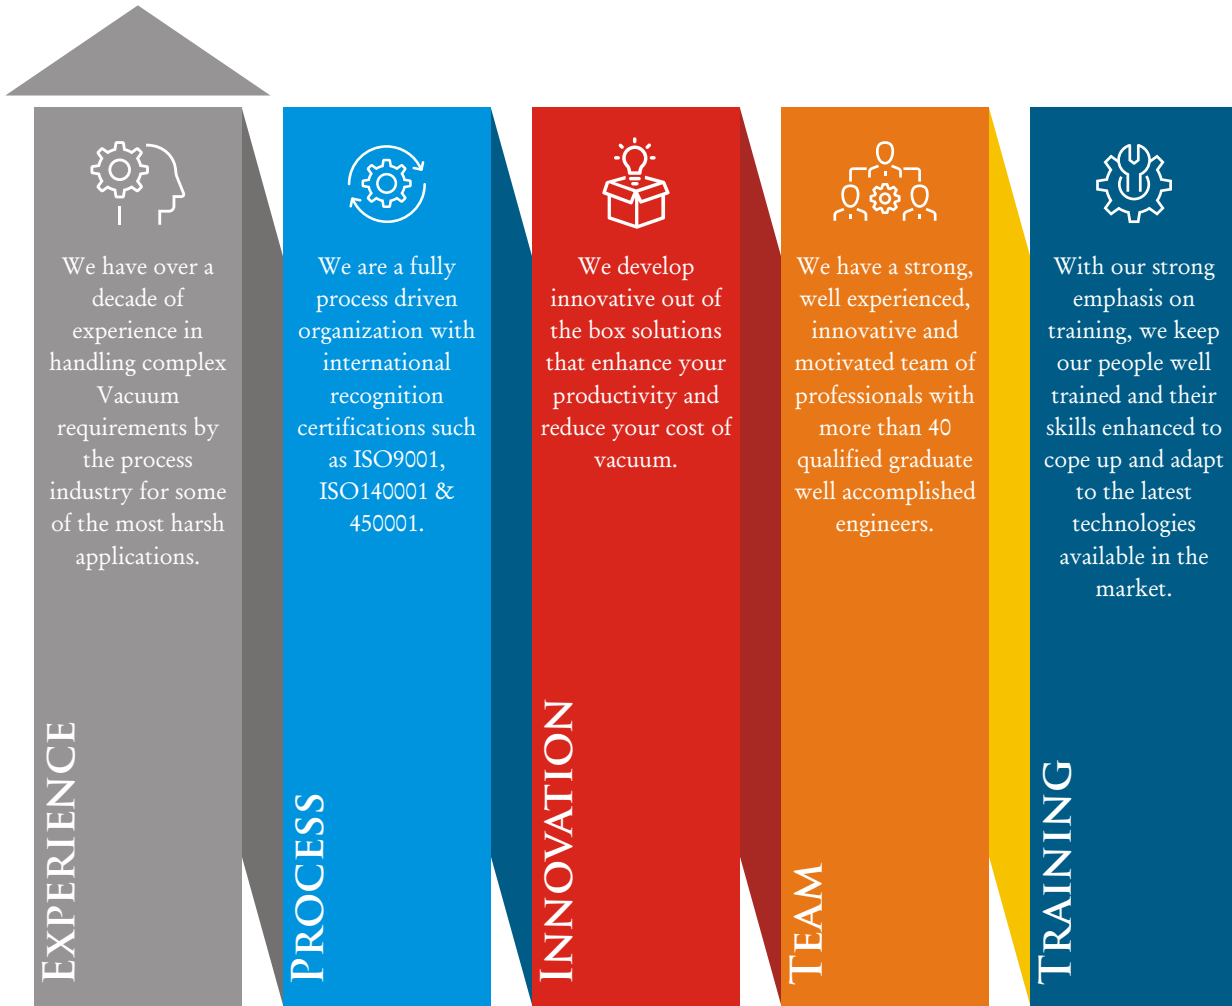 We have over a
decade of
experience in
handling complex
Vacuum
requirements by
the process
industry for some
of the most harsh
applications.
EXPERIENCE
We are a fully
process driven
organization with
international
recognition
certifications such
as ISO9001,
ISO140001 &
450001.
PROCESS
We develop
innovative out of
the box solutions
that enhance your
productivity and
reduce your cost of
vacuum.
INNOVATION
We have a strong,
well experienced,
innovative and
motivated team of
professionals with
more than 40
qualified graduate
well accomplished
engineers.
TEAM
With our strong
emphasis on
training, we keep
our people well
trained and their
skills enhanced to
cope up and adapt
to the latest
technologies
available in the
market.
TRAINING